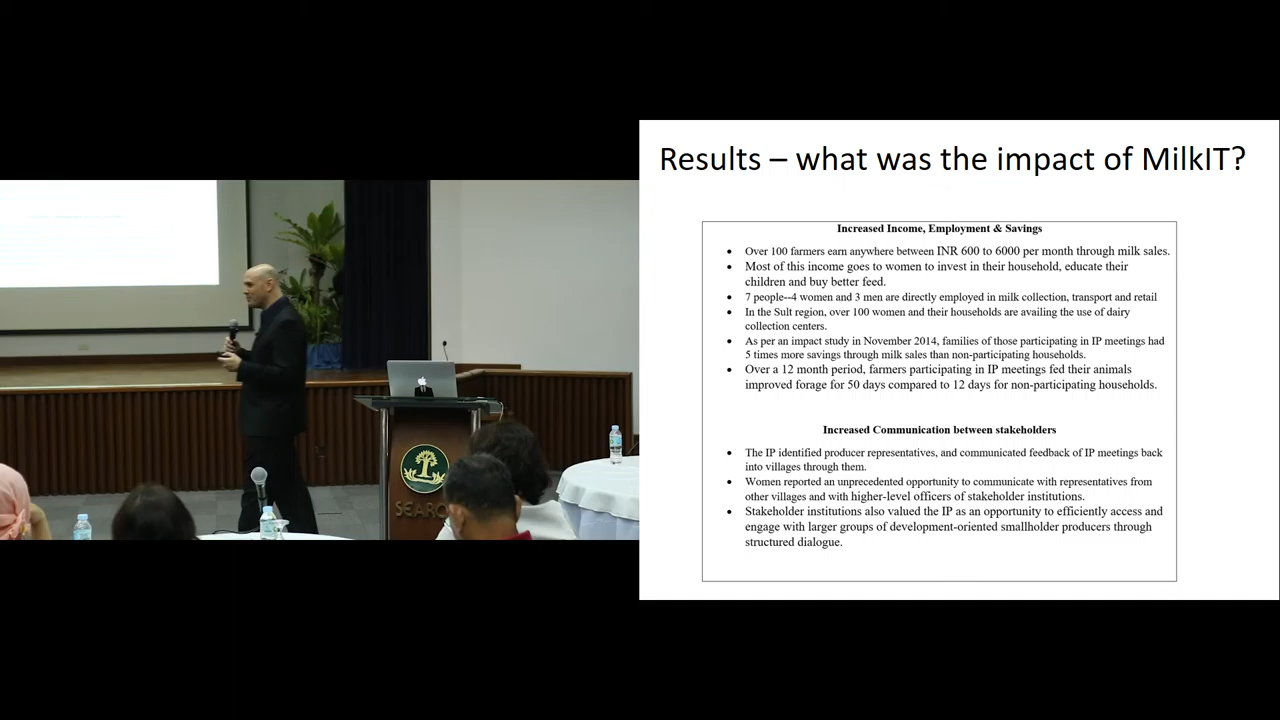 Results – what was the impact of MilkIT?
Increased Income, Employment & Savings
• Over 100 farmers earn anywhere between INR 600 to 6000 per month through milk sales.
• Most of this income goes to women to invest in their household, educate their
children and buy better feed.
• 7 people--4 women and 3 men are directly employed in milk collection, transport and retail
• In the Sult region, over 100 women and their households are availing the use of dairy
collection centers.
• As per an impact study in November 2014, families of those participating in IP meetings had
5 times more savings through milk sales than non-participating households.
• Over a 12 month period, farmers participating in IP meetings fed their animals
improved forage for 50 days compared to 12 days for non-participating households.
Increased Communication between stakeholders
• The IP identified producer representatives, and communicated feedback of IP meetings back
into villages through them.
• Women reported an unprecedented opportunity to communicate with representatives from
other villages and with higher-level officers of stakeholder institutions.
• Stakeholder institutions also valued the IP as an opportunity to efficiently access and
engage with larger groups of development-oriented smallholder producers through
structured dialogue.